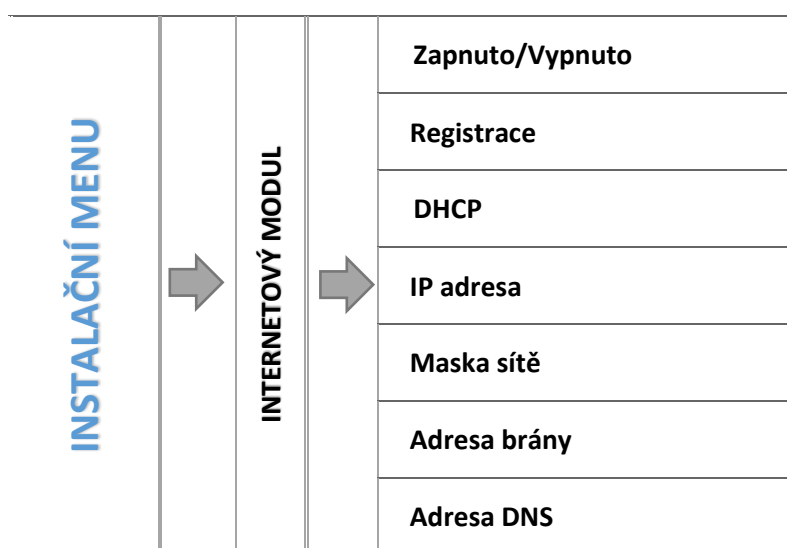 INSTALAČNÍ MENU
INTERNETOVÝ MODUL
Zapnuto/Vypnuto
Registrace
DHCP
IP adresa
Maska sítě
Adresa brány
Adresa DNS